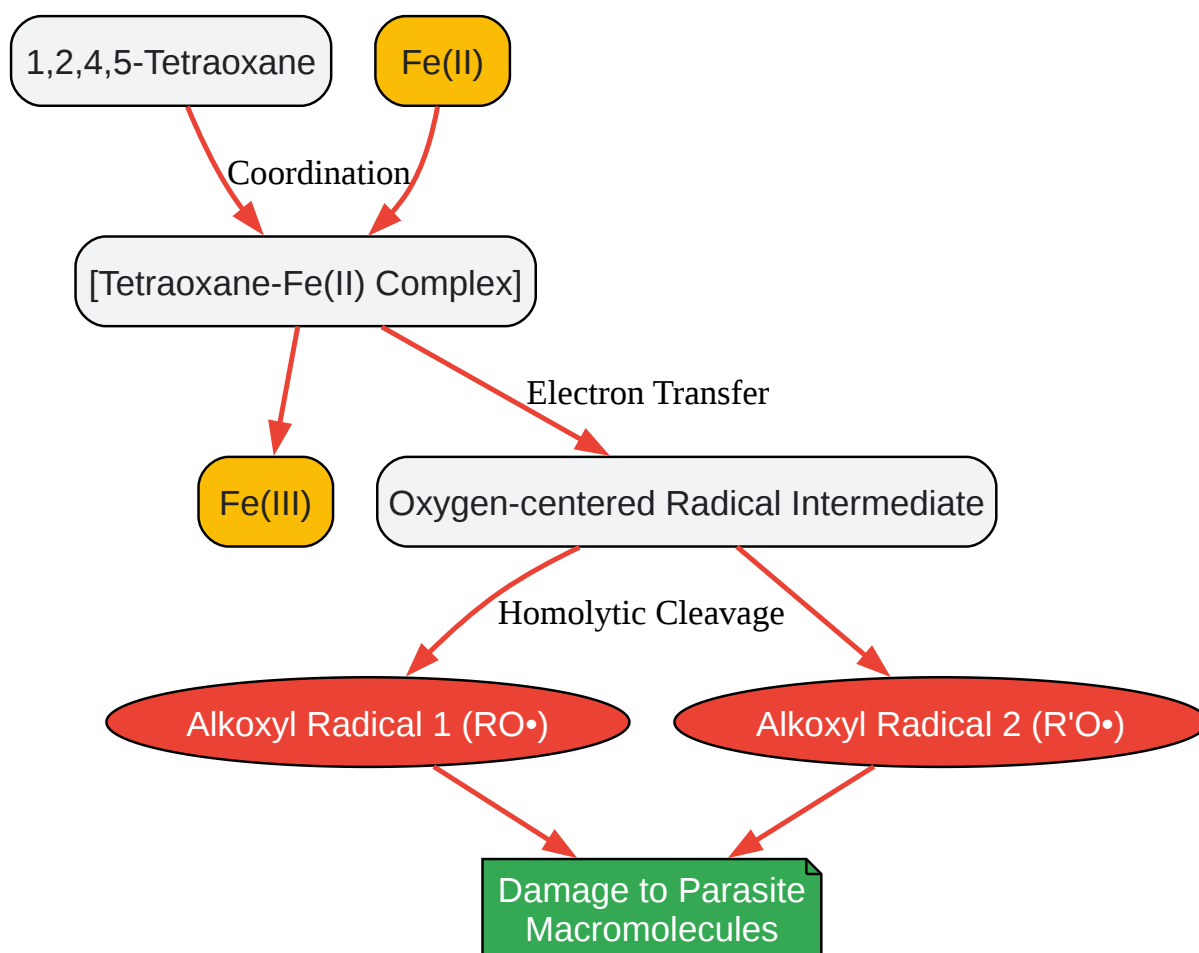 1,2,4,5-Tetraoxane
Fe(II)
Coordination
[Tetraoxane-Fe(II) Complex]
Electron Transfer
Fe(III)
Oxygen-centered Radical Intermediate
Homolytic Cleavage
Alkoxyl Radical 1 (RO•)
Alkoxyl Radical 2 (R'O•)
Damage to Parasite
Macromolecules